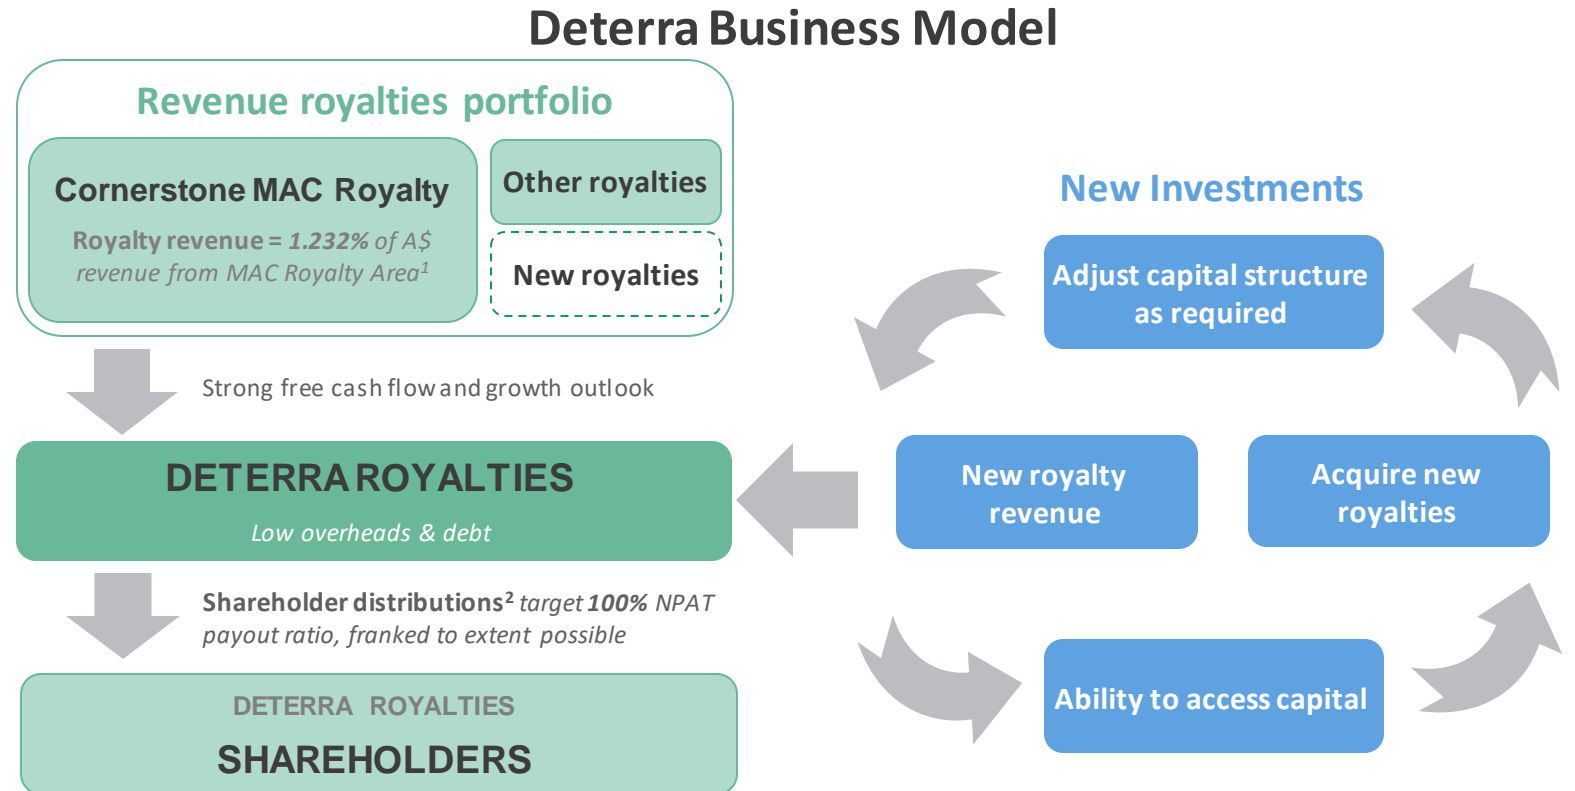 Deterra Business Model
Revenue royalties portfolio
Cornerstone MAC Royalty
Royalty revenue = 1.232% of A$
revenue from MAC Royalty Area¹
Other royalties
New royalties
Strong free cash flow and growth outlook
DETERRA ROYALTIES
Low overheads & debt
Shareholder distributions² target 100% NPAT
payout ratio, franked to extent possible
DETERRA ROYALTIES
SHAREHOLDERS
New Investments
Adjust capital structure
as required
New royalty
revenue
Acquire new
royalties
Ability to access capital